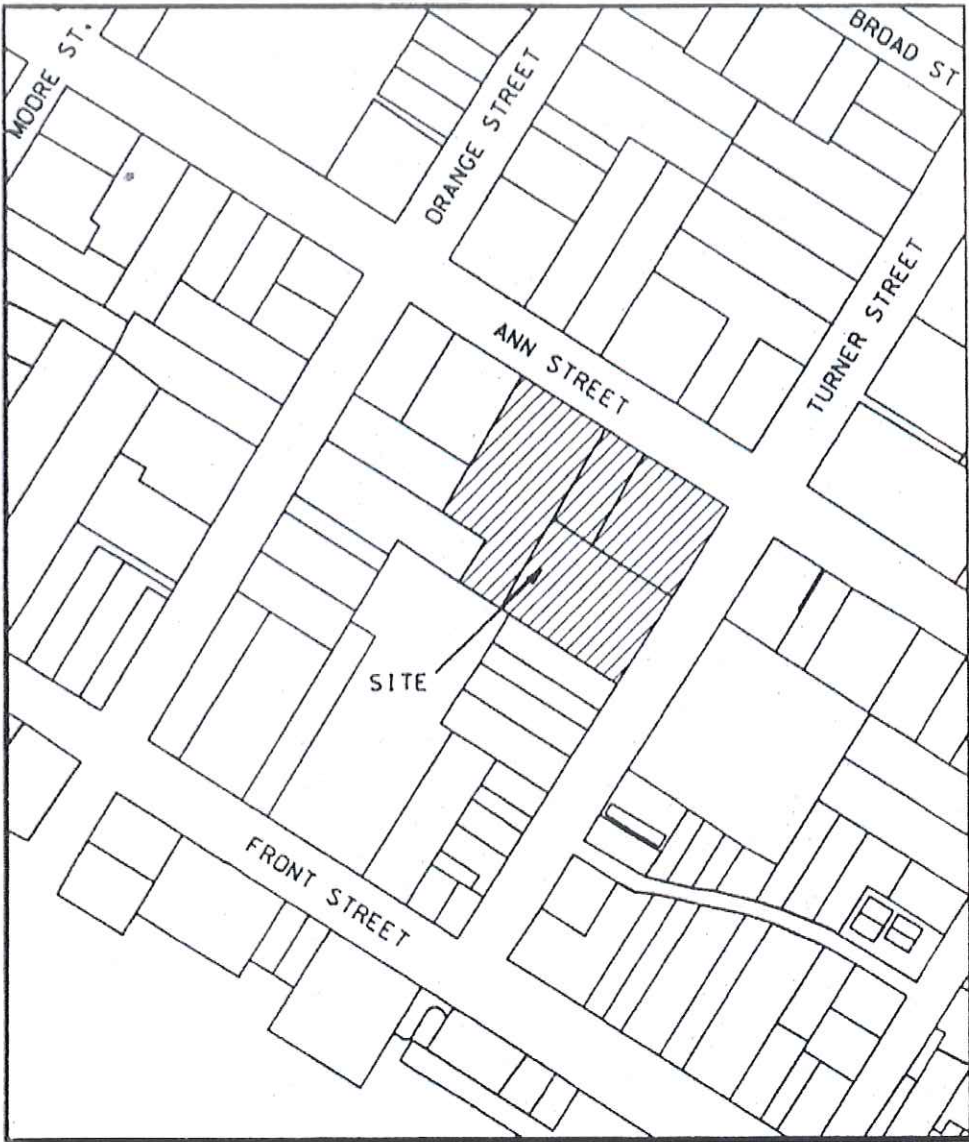 MOORE ST.
ORANGE STREET
BROAD ST
ANN STREET
TURNER STREET
SITE
FRONT STREET